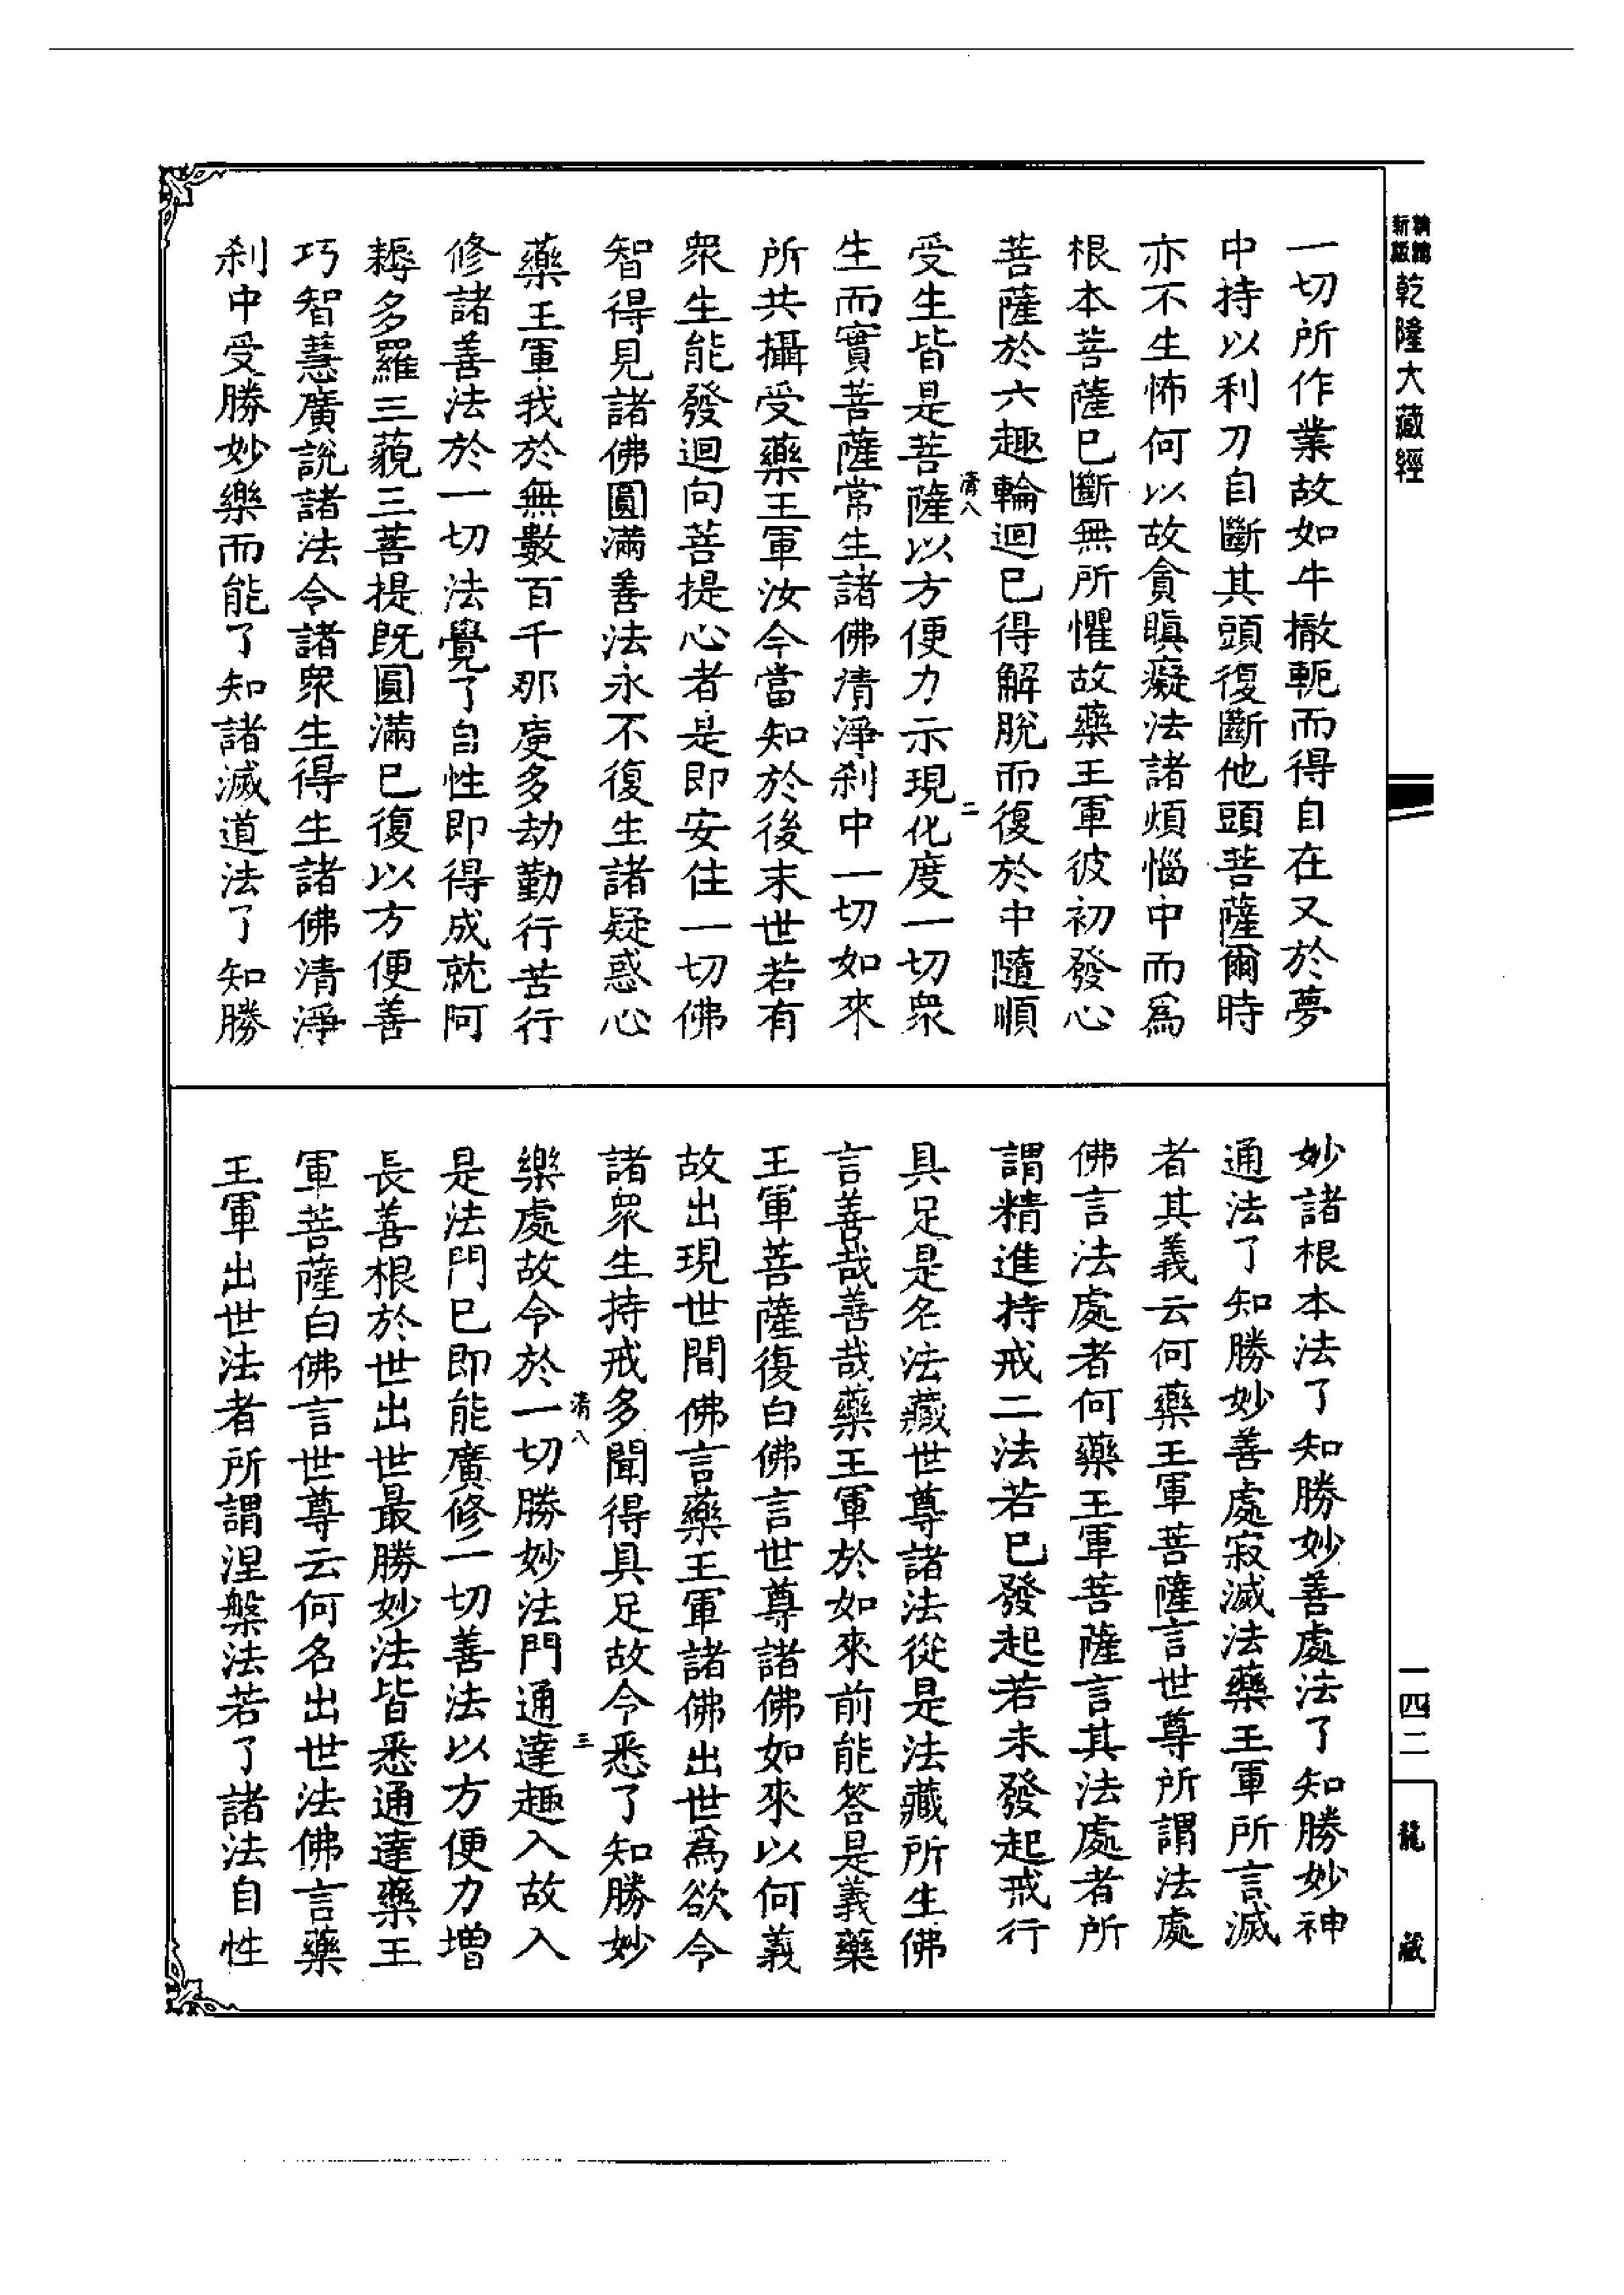 新版
精縮
乾隆大藏經
一切所作業故如牛撤軛而得自在又於夢
中持以利刀自斷其頭復斷他頭菩薩爾時
亦不生怖何以故貪瞋癡法諸煩惱中而為
根本菩薩已斷無所懼故藥王軍彼初發心
菩薩於六趣輪迴已得解脫而復於中隨順
清八
二
受生皆是菩薩以方便力示現化度一切眾
生而實菩薩常生諸佛清淨剎中一切如來
所共攝受藥王軍汝今當知於後末世若有
眾生能發迴向菩提心者是即安住一切佛
智得見諸佛圓滿善法永不復生諸疑惑心
藥王軍我於無數百千那庾多劫勤行苦行
修諸善法於一切法覺了自性即得成就阿
耨多羅三藐三菩提既圓滿已復以方便善
巧智慧廣說諸法令諸眾生得生諸佛清淨
剎中受勝妙樂而能了知諸滅道法了知勝
妙諸根本法了知勝妙善處法了知勝妙神
通法了知勝妙善處寂滅法藥王軍所言滅
者其義云何藥王軍菩薩言世尊所謂法處
佛言法處者何藥王軍菩薩言其法處者所
謂精進持戒二法若已發起若未發起戒行
具足是名法藏世尊諸法從是法藏所生佛
言善哉善哉藥王軍於如來前能答是義藥
王軍菩薩復白佛言世尊諸佛如來以何義
故出現世間佛言藥王軍諸佛出世為欲令
諸眾生持戒多聞得具足故令悉了知勝妙
清八
三
樂處故令於一切勝妙法門通達趣入故入
是法門已即能廣修一切善法以方便力增
長善根於世出世最勝妙法皆悉通達藥王
軍菩薩白佛言世尊云何名出世法佛言藥
王軍出世法者所謂涅槃法若了諸法自性
一四二
龍藏